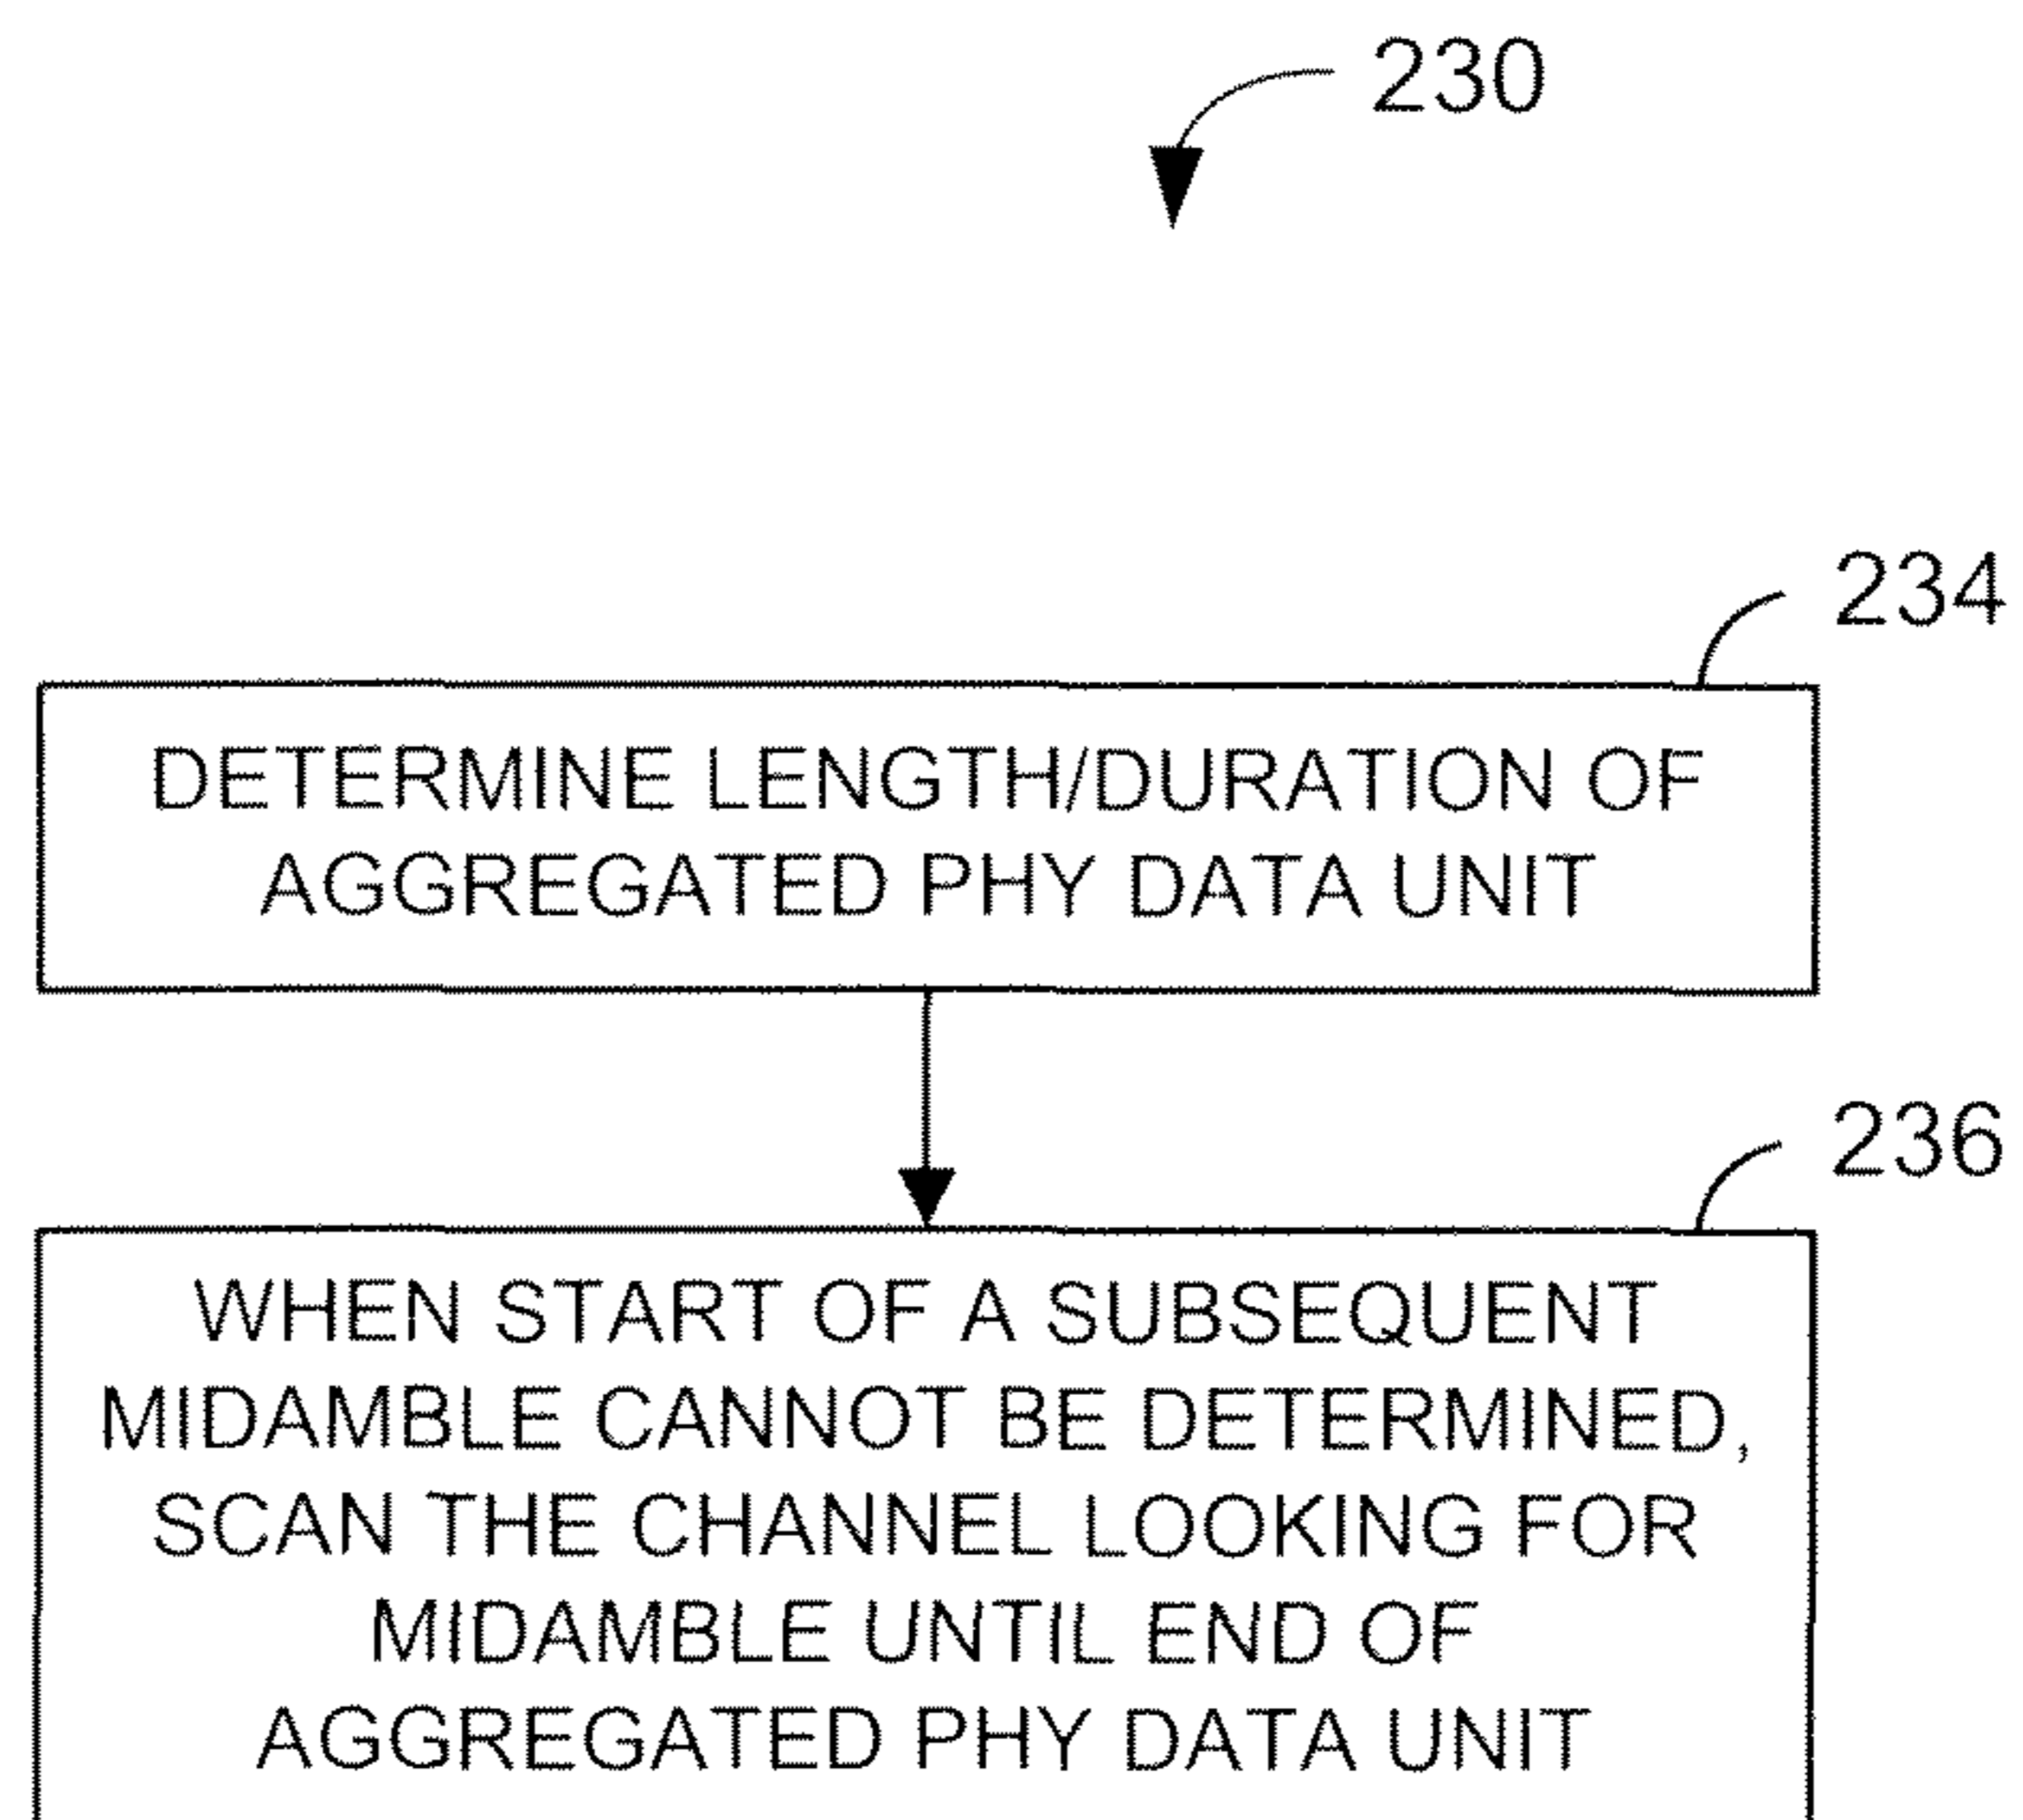 230
234
DETERMINE LENGTH/DURATION OF
AGGREGATED PHY DATA UNIT
236
WHEN START OF A SUBSEQUENT
MIDAMBLE CANNOT BE DETERMINED,
SCAN THE CHANNEL LOOKING FOR
MIDAMBLE UNTIL END OF
AGGREGATED PHY DATA UNIT